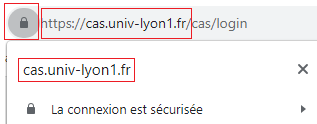 https://cas.univ-lyon1.fr/cas/login
cas.univ-lyon1.fr
La connexion est sécurisée